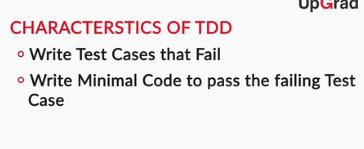 UpGrad
CHARACTERSTICS OF TDD
Write Test Cases that Fail
Write Minimal Code to pass the failing Test
Case